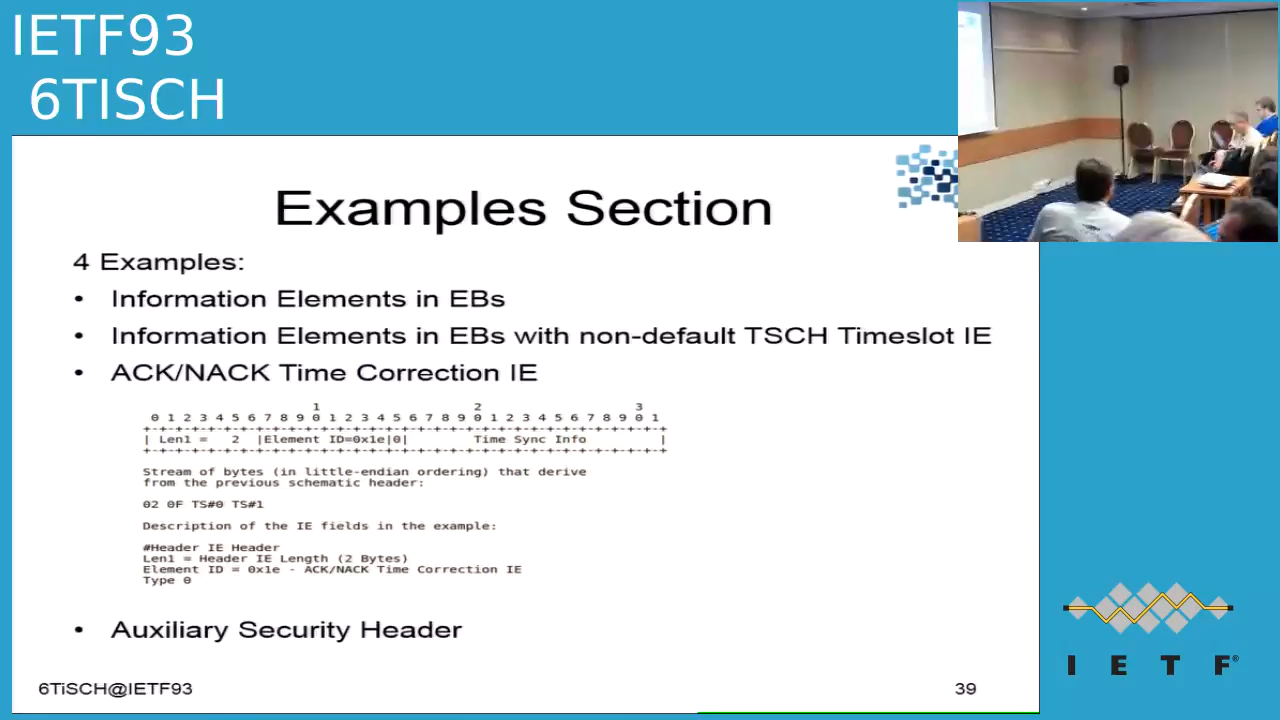 IETF93
6TISCH
Examples Section
4 Examples:
• Information Elements in EBs
• Information Elements in EBs with non-default TSCH Timeslot IE
• ACK/NACK Time Correction IE
1 2 3
0 1 2 3 4 5 6 7 8 9 0 1 2 3 4 5 6 7 8 9 0 1 2 3 4 5 6 7 8 9 0 1
+-+-+-+-+-+-+-+-+-+-+-+-+-+-+-+-+-+-+-+-+-+-+-+-+-+-+-+-+-+-+-+-+
| Len1 = 2 |Element ID=0x1e|0| Time Sync Info |
+-+-+-+-+-+-+-+-+-+-+-+-+-+-+-+-+-+-+-+-+-+-+-+-+-+-+-+-+-+-+-+-+
Stream of bytes (in little-endian ordering) that derive
from the previous schematic header:
02 0F TS#0 TS#1
Description of the IE fields in the example:
#Header IE Header
Len1 = Header IE Length (2 Bytes)
Element ID = 0x1e - ACK/NACK Time Correction IE
Type 0
• Auxiliary Security Header
6TiSCH@IETF93
39
I E T F®